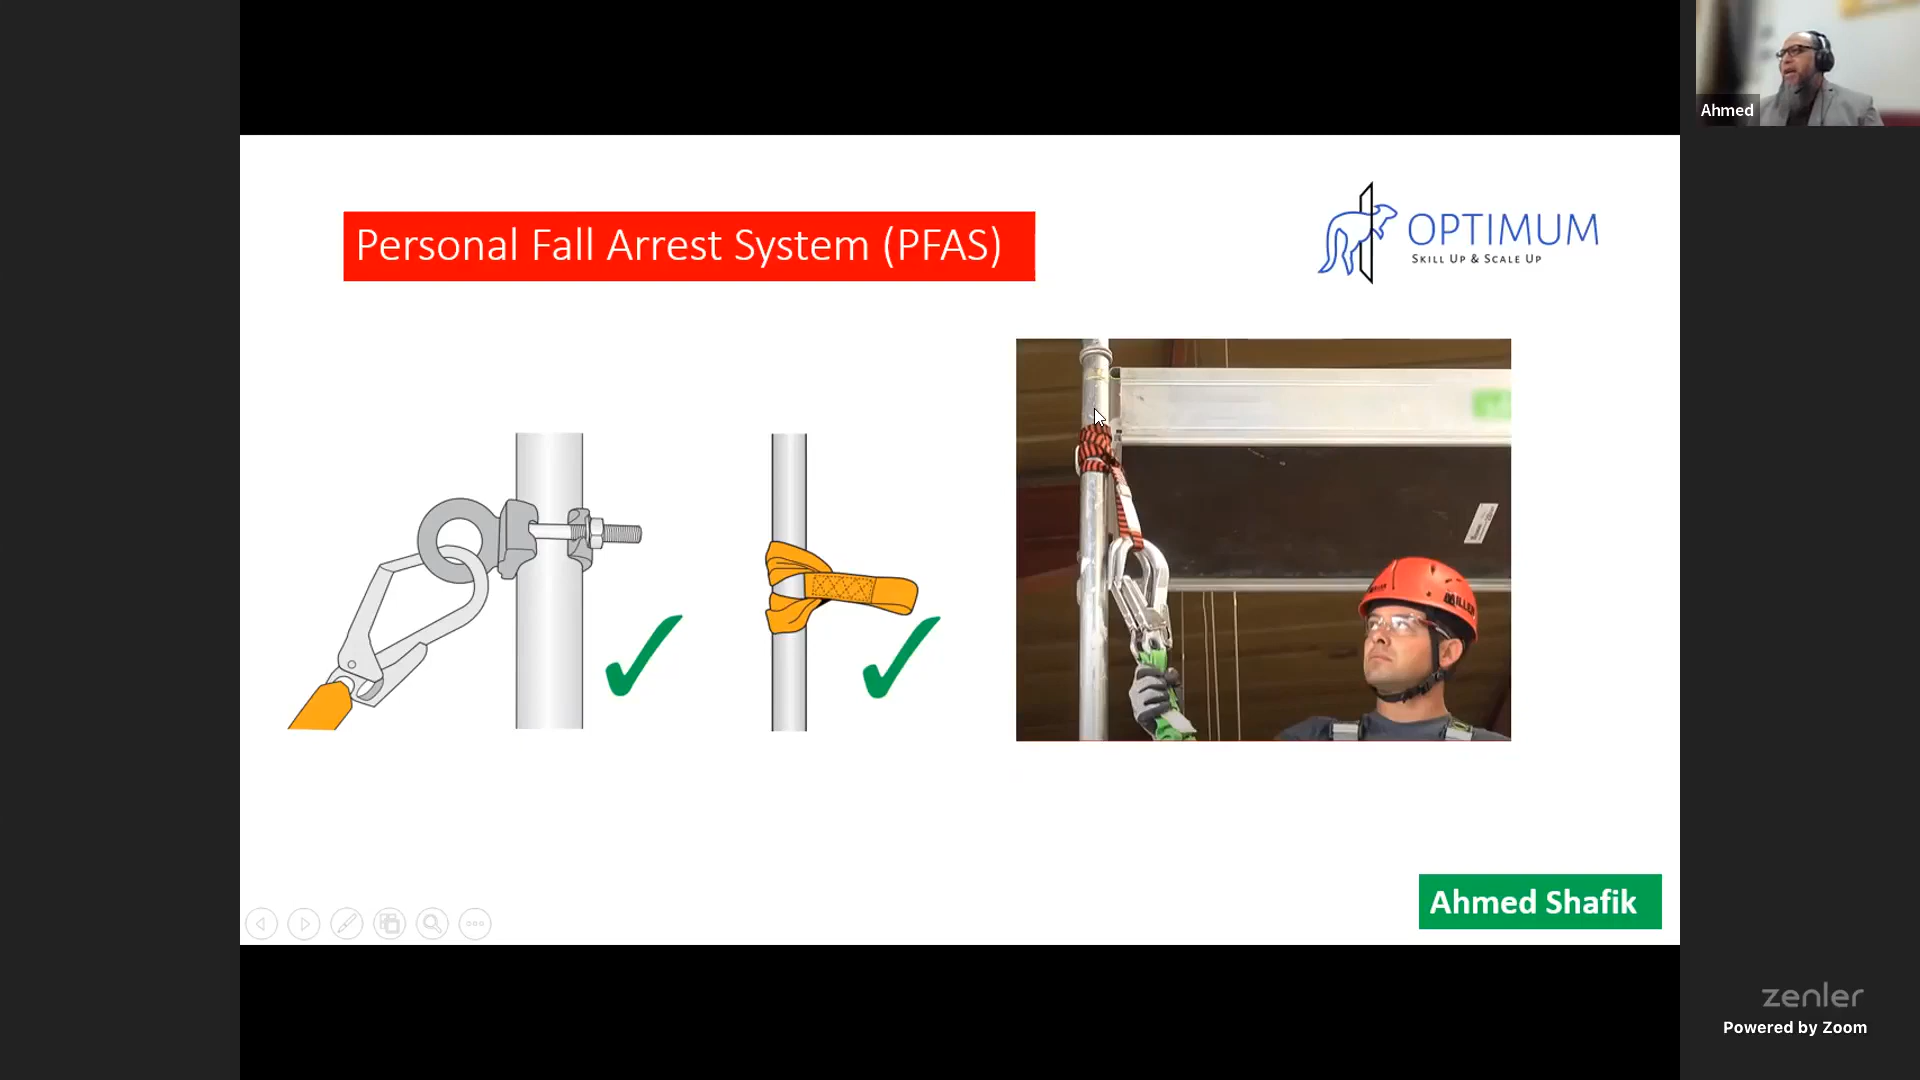 Ahmed
Personal Fall Arrest System (PFAS)
OPTIMUM
SKILL UP & SCALE UP
MILLER
Ahmed Shafik
zenler
Powered by Zoom